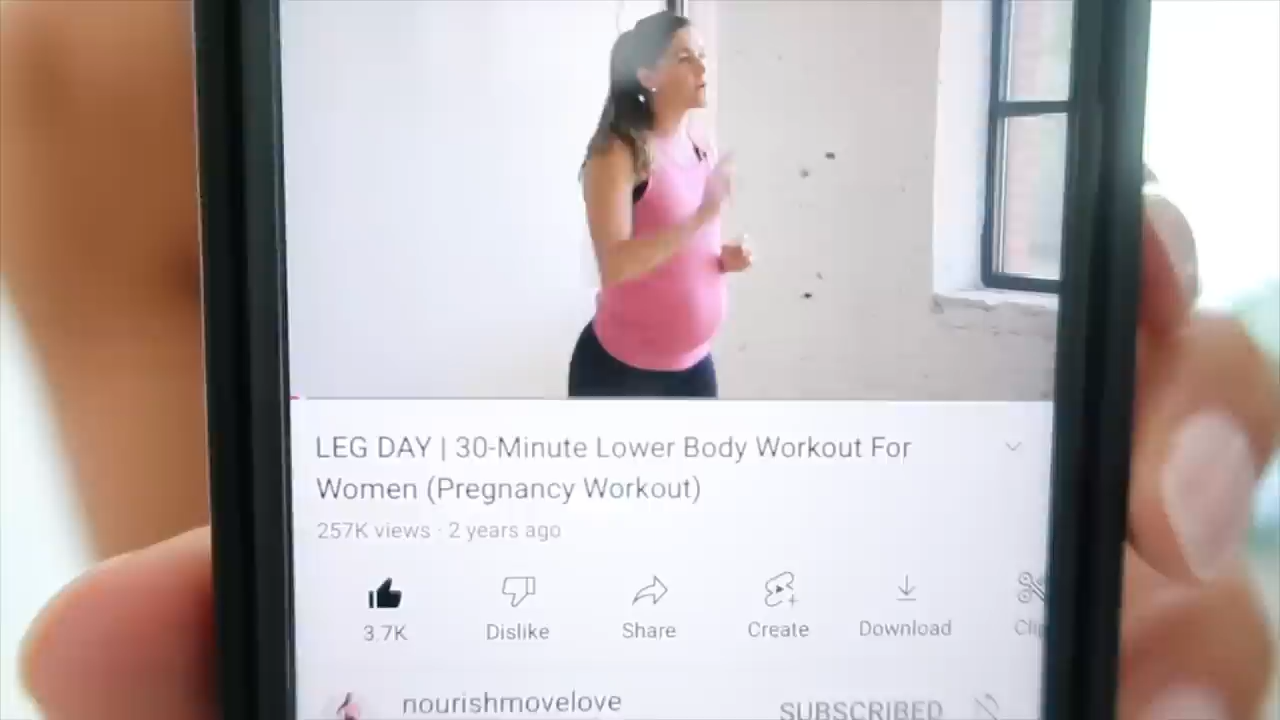 LEG DAY | 30-Minute Lower Body Workout For
Women (Pregnancy Workout)
257K views · 2 years ago
3.7K
Dislike
Share
Create
Download
Cli
nourishmovelove
SUBSCRIBED